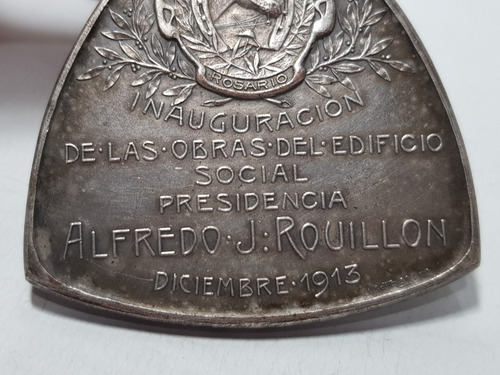 ROSARIO
INAUGURACION
DE·LAS·OBRAS·DEL·EDIFICIO
SOCIAL
PRESIDENCIA
ALFREDO·J·ROUILLON
DICIEMBRE·1913